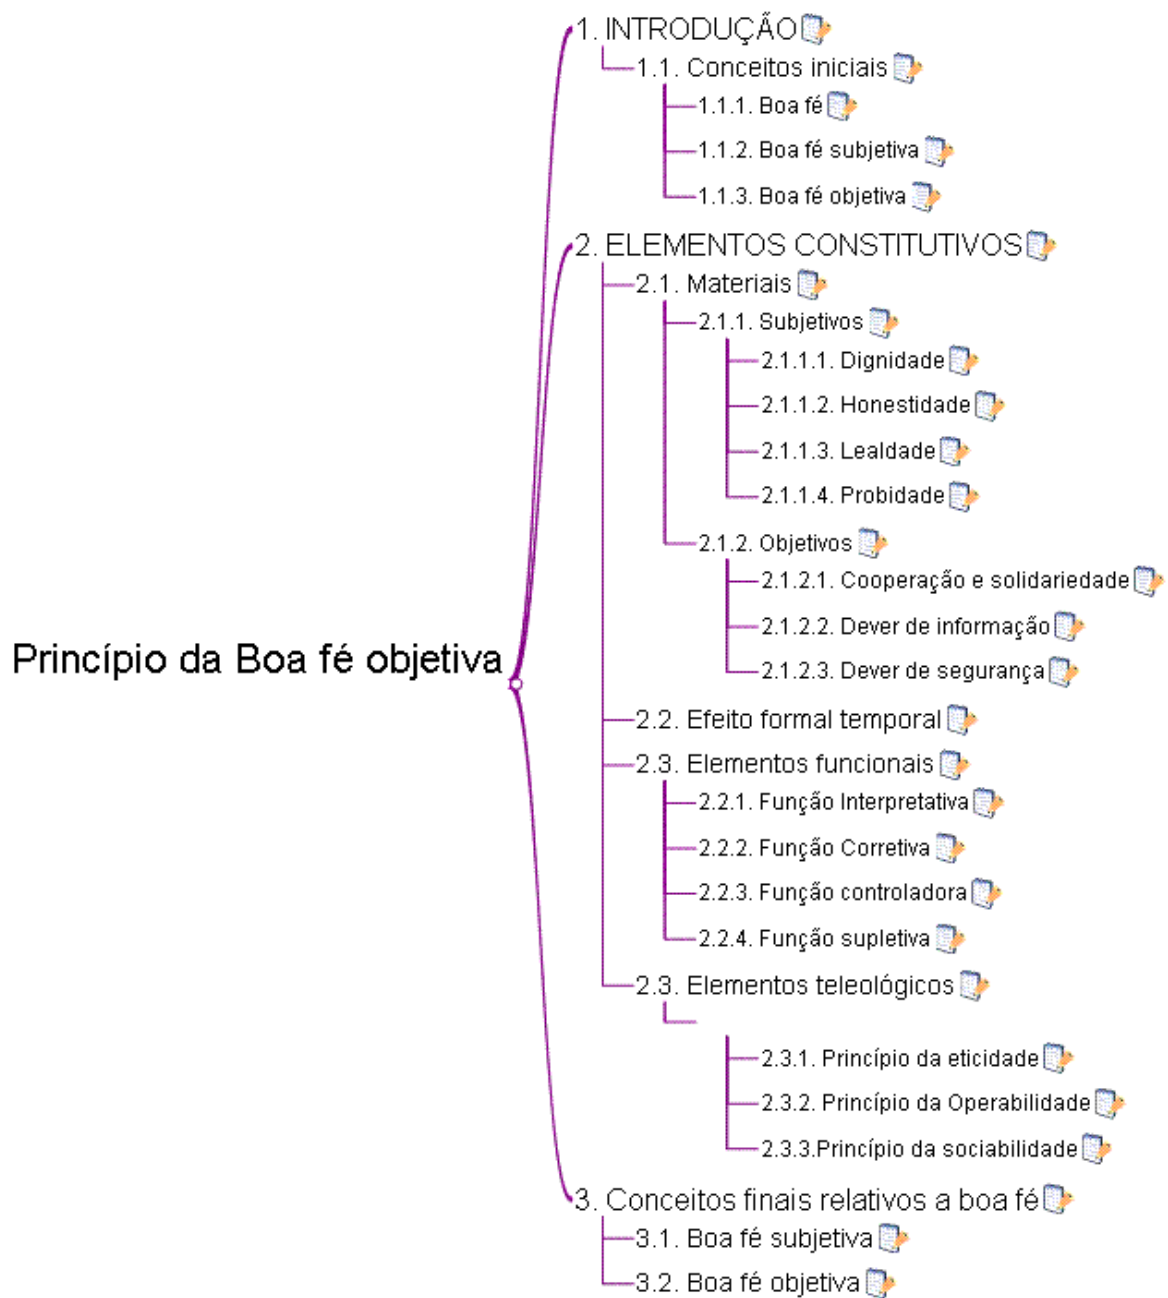 1. INTRODUÇÃO
1.1. Conceitos iniciais
1.1.1. Boa fé
1.1.2. Boa fé subjetiva
1.1.3. Boa fé objetiva
2. ELEMENTOS CONSTITUTIVOS
2.1. Materiais
2.1.1. Subjetivos
2.1.1.1. Dignidade
2.1.1.2. Honestidade
2.1.1.3. Lealdade
2.1.1.4. Probidade
2.1.2. Objetivos
2.1.2.1. Cooperação e solidariedade
2.1.2.2. Dever de informação
Princípio da Boa fé objetiva
2.1.2.3. Dever de segurança
2.2. Efeito formal temporal
2.3. Elementos funcionais
2.2.1. Função Interpretativa
2.2.2. Função Corretiva
2.2.3. Função controladora
2.2.4. Função supletiva
2.3. Elementos teleológicos
2.3.1. Princípio da eticidade
2.3.2. Princípio da Operabilidade
2.3.3.Princípio da sociabilidade
3. Conceitos finais relativos a boa fé
3.1. Boa fé subjetiva
3.2. Boa fé objetiva